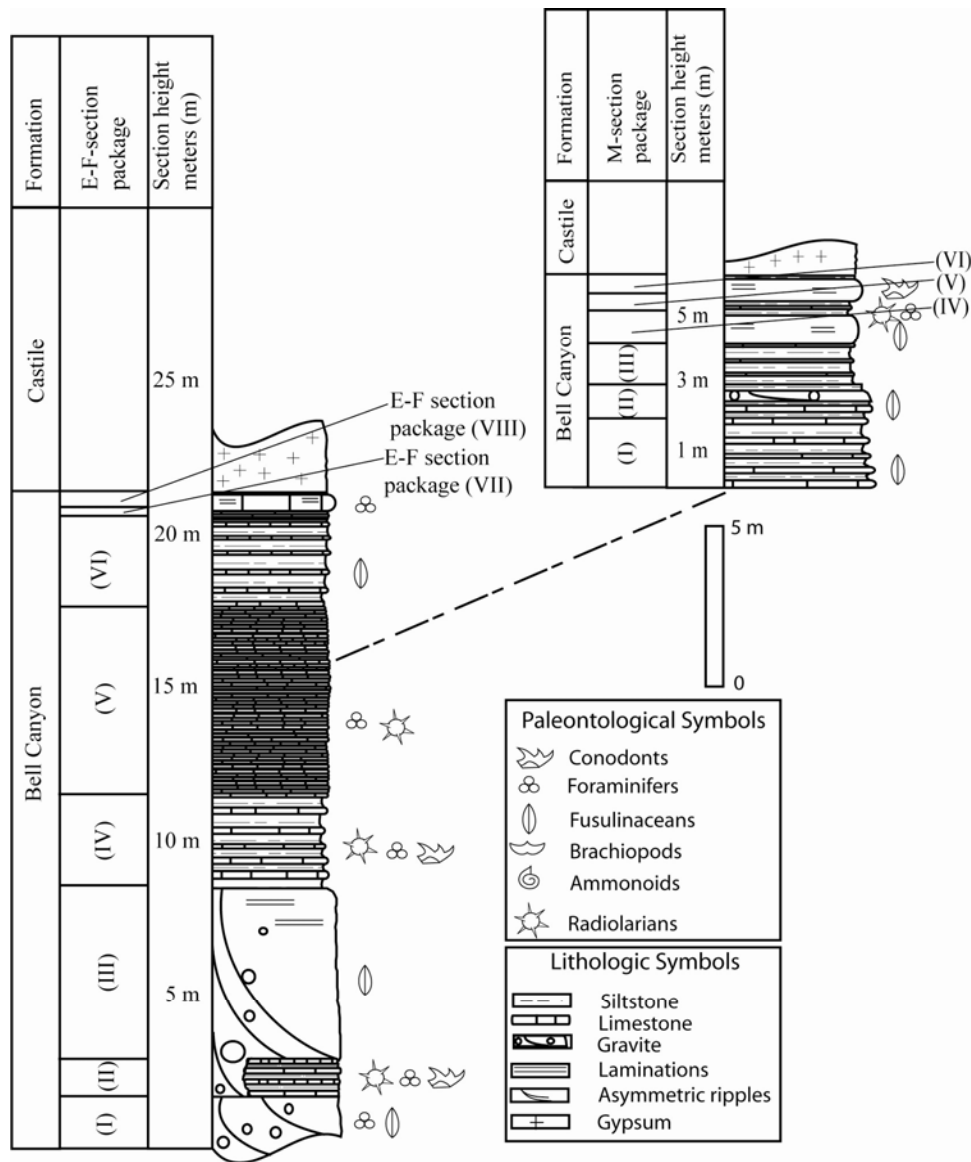 Formation
E-F-section
package
Section height
meters (m)
Castile
Bell Canyon
25 m
20 m
15 m
10 m
5 m
(VI)
(V)
(IV)
(III)
(II)
(I)
E-F section
package (VIII)
E-F section
package (VII)
Formation
M-section
package
Section height
meters (m)
Castile
Bell Canyon
(III)
(II)
(I)
5 m
3 m
1 m
(VI)
(V)
(IV)
5 m
0
Paleontological Symbols
Conodonts
Foraminifers
Fusulinaceans
Brachiopods
Ammonoids
Radiolarians
Lithologic Symbols
Siltstone
Limestone
Gravite
Laminations
Asymmetric ripples
Gypsum